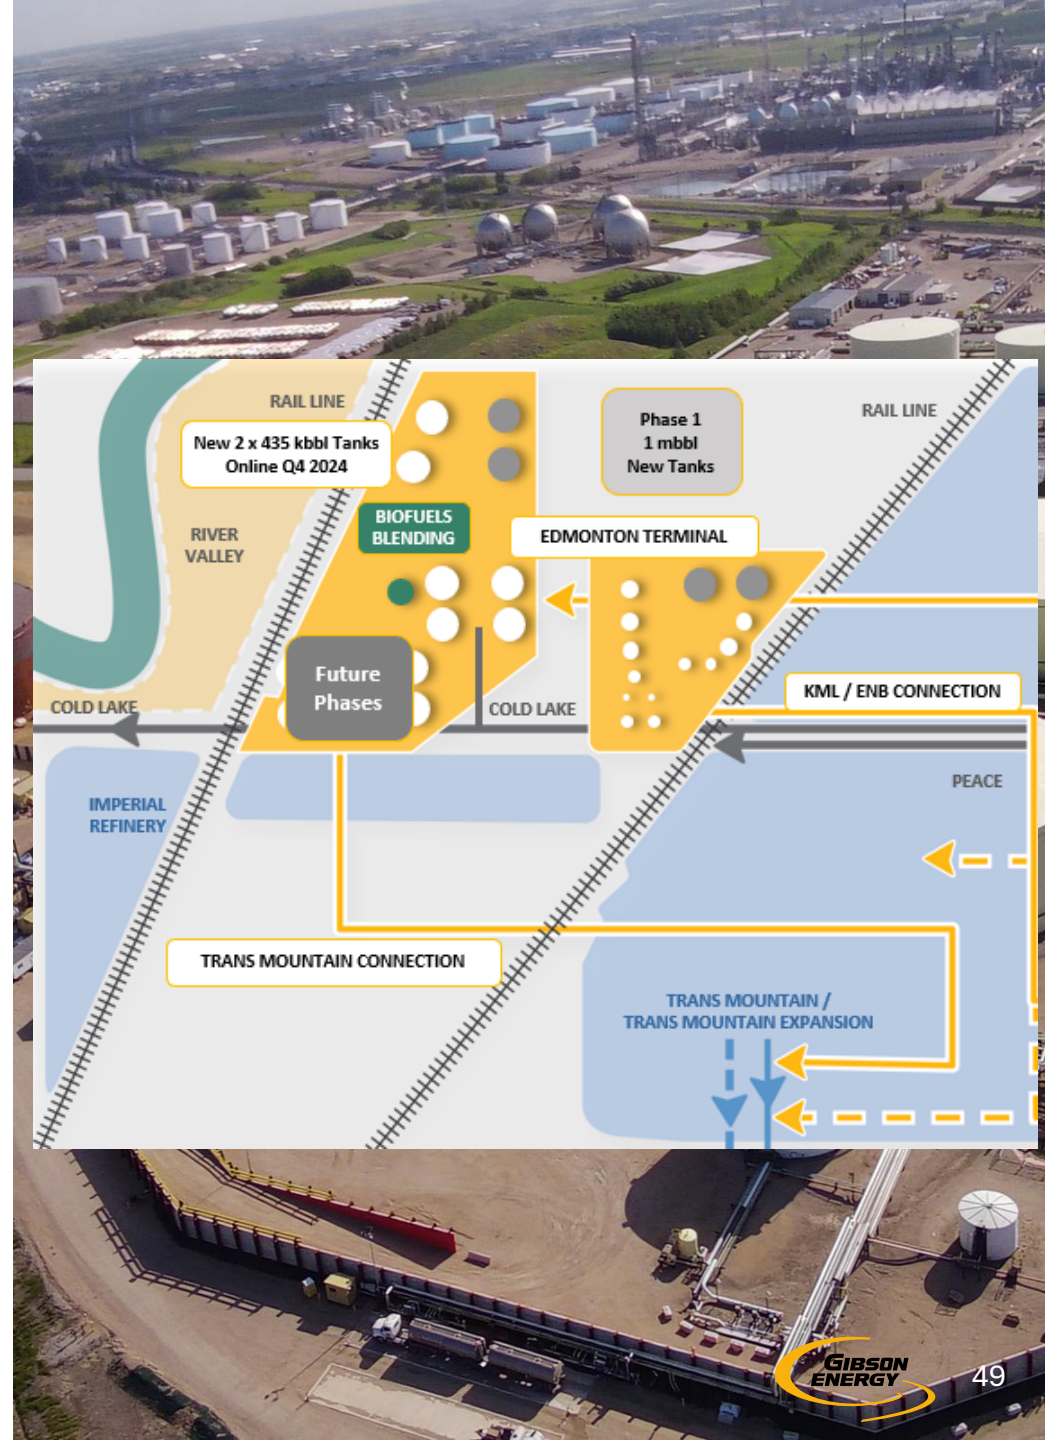 RAIL LINE
New 2 x 435 kbbl Tanks
Online Q4 2024
Phase 1
1 mbbl
New Tanks
RAIL LINE
BIOFUELS
BLENDING
EDMONTON TERMINAL
RIVER
VALLEY
Future
Phases
COLD LAKE
COLD LAKE
KML / ENB CONNECTION
PEACE
IMPERIAL
REFINERY
TRANS MOUNTAIN CONNECTION
TRANS MOUNTAIN /
TRANS MOUNTAIN EXPANSION
GIBSON
ENERGY
49